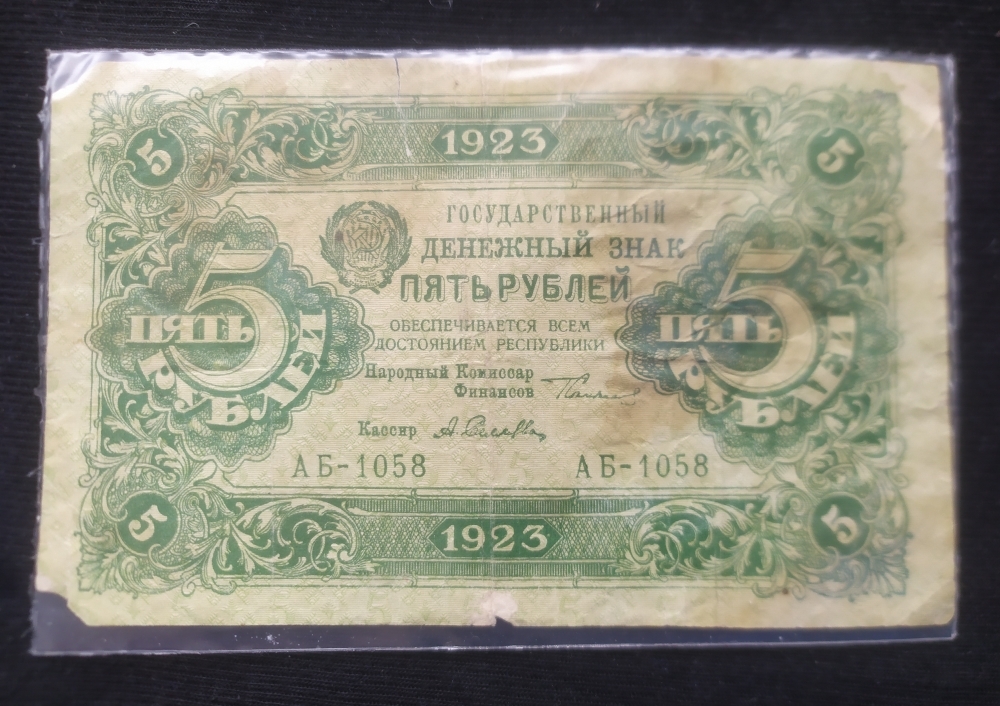 5 1923 5
ГОСУДАРСТВЕННЫЙ
ДЕНЕЖНЫЙ ЗНАК
ПЯТЬ РУБЛЕЙ
5 ПЯТЬ РУБЛЕЙ
5 ПЯТЬ РУБЛЕЙ
ОБЕСПЕЧИВАЕТСЯ ВСЕМ
ДОСТОЯНИЕМ РЕСПУБЛИКИ
Народный Комиссар
Финансов
Кассир
АБ-1058 АБ-1058
5 1923 5